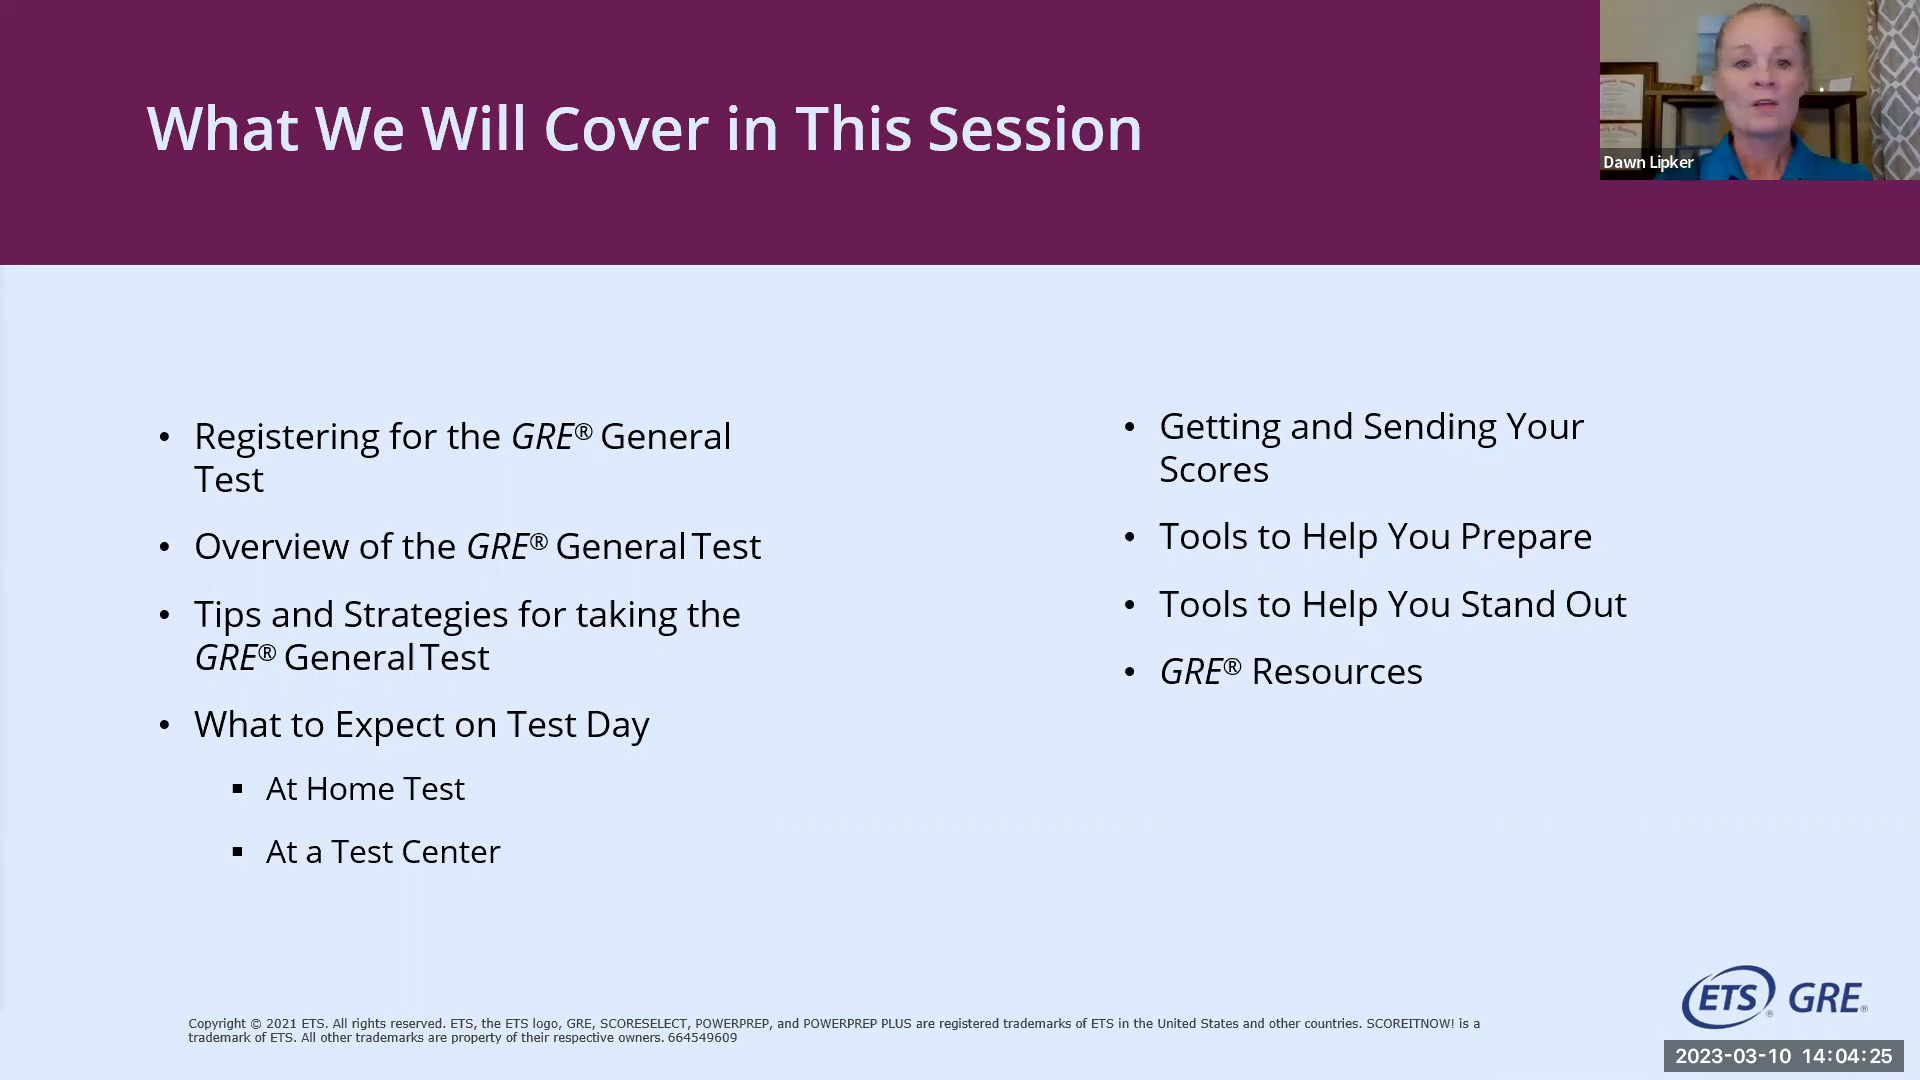 What We Will Cover in This Session
Dawn Lipker
• Registering for the GRE® General
Test
• Overview of the GRE® General Test
• Tips and Strategies for taking the
GRE® General Test
• What to Expect on Test Day
▪ At Home Test
▪ At a Test Center
• Getting and Sending Your
Scores
• Tools to Help You Prepare
• Tools to Help You Stand Out
• GRE® Resources
ETS® GRE®
Copyright © 2021 ETS. All rights reserved. ETS, the ETS logo, GRE, SCORESELECT, POWERPREP, and POWERPREP PLUS are registered trademarks of ETS in the United States and other countries. SCOREITNOW! is a
trademark of ETS. All other trademarks are property of their respective owners. 664549609
2023-03-10 14:04:25